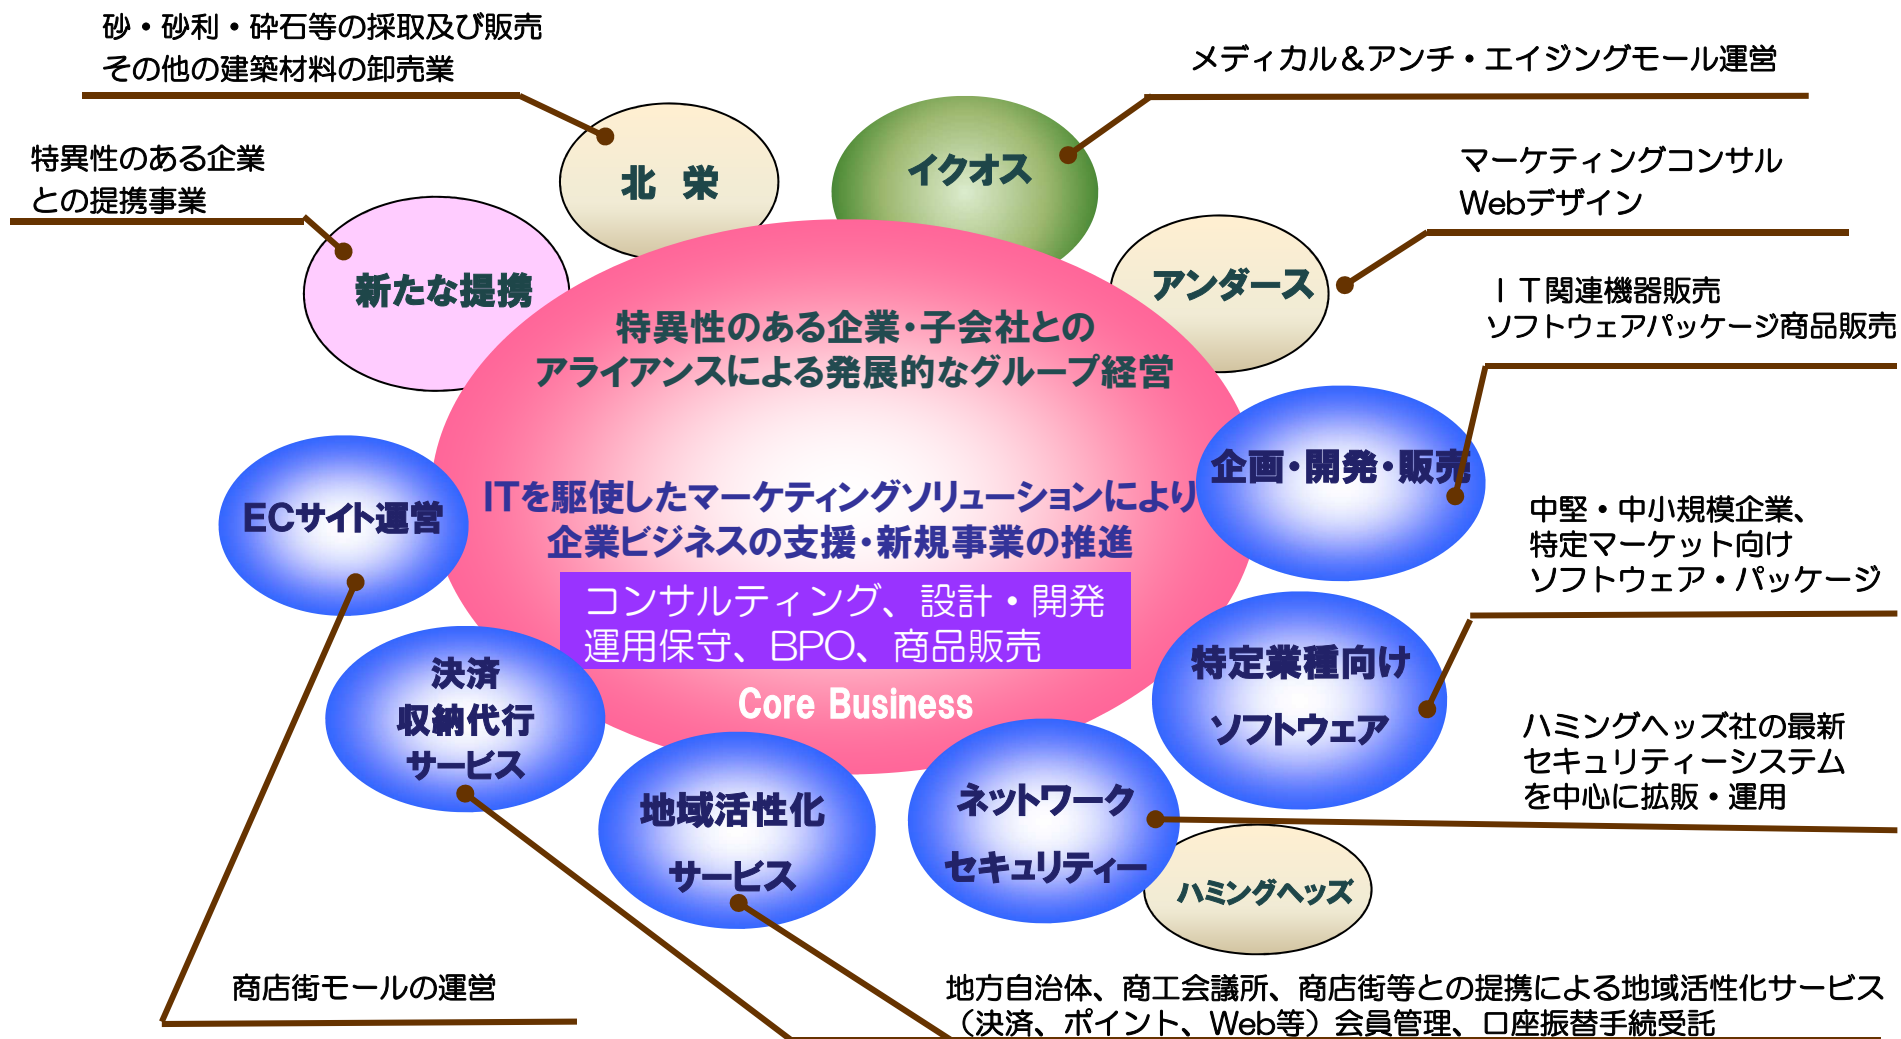 砂・砂利・砕石等の採取及び販売
その他の建築材料の卸売業
メディカル＆アンチ・エイジングモール運営
特異性のある企業
との提携事業
北　栄
イクオス
マーケティングコンサル
Webデザイン
新たな提携
アンダース
ＩＴ関連機器販売
ソフトウェアパッケージ商品販売
特異性のある企業・子会社との
アライアンスによる発展的なグループ経営
企画・開発・販売
ECサイト運営
ITを駆使したマーケティングソリューションにより
企業ビジネスの支援・新規事業の推進
中堅・中小規模企業、
特定マーケット向け
ソフトウェア・パッケージ
コンサルティング、設計・開発
運用保守、BPO、商品販売
Core Business
決済
収納代行
サービス
特定業種向け
ソフトウェア
ハミングヘッズ社の最新
セキュリティーシステム
を中心に拡販・運用
地域活性化
サービス
ネットワーク
セキュリティー
ハミングヘッズ
商店街モールの運営
地方自治体、商工会議所、商店街等との提携による地域活性化サービス
（決済、ポイント、Web等）会員管理、口座振替手続受託